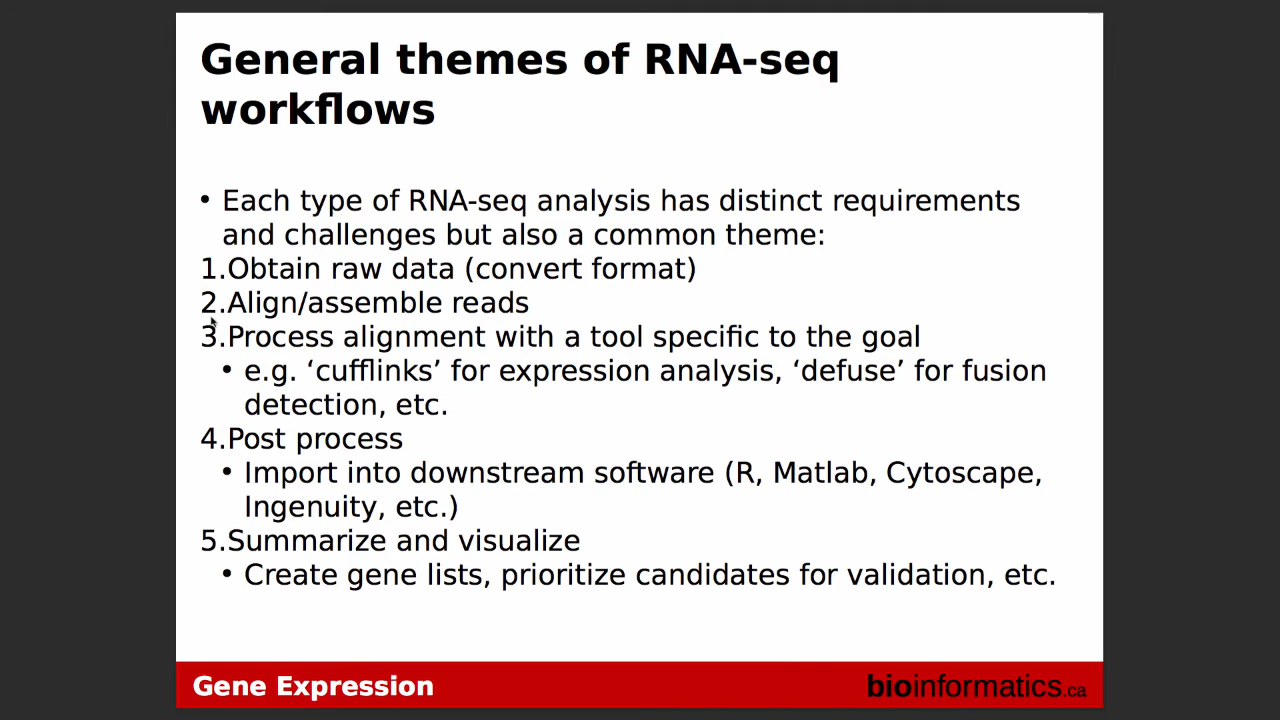 General themes of RNA-seq
workflows
• Each type of RNA-seq analysis has distinct requirements
and challenges but also a common theme:
1.Obtain raw data (convert format)
2.Align/assemble reads
3.Process alignment with a tool specific to the goal
• e.g. ‘cufflinks’ for expression analysis, ‘defuse’ for fusion
detection, etc.
4.Post process
• Import into downstream software (R, Matlab, Cytoscape,
Ingenuity, etc.)
5.Summarize and visualize
• Create gene lists, prioritize candidates for validation, etc.
Gene Expression
bioinformatics.ca